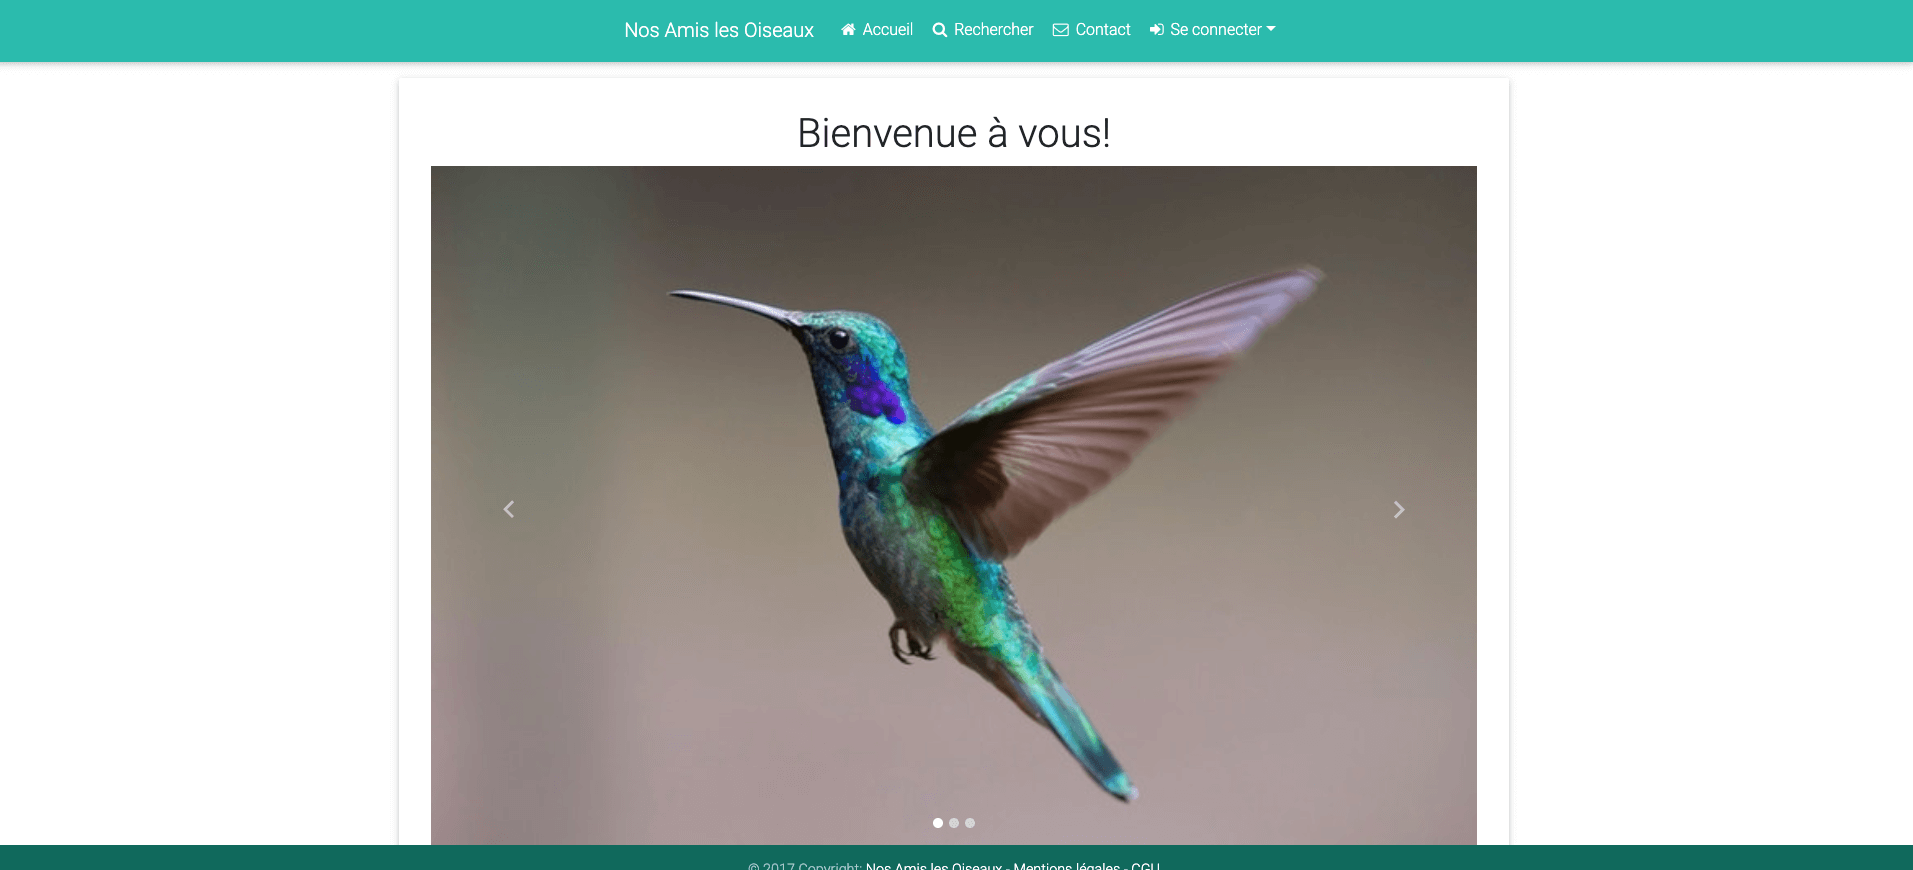 Nos Amis les Oiseaux Accueil Rechercher Contact Se connecter
Bienvenue à vous!
© 2017 Copyright: Nos Amis les Oiseaux - Mentions légales - CGU